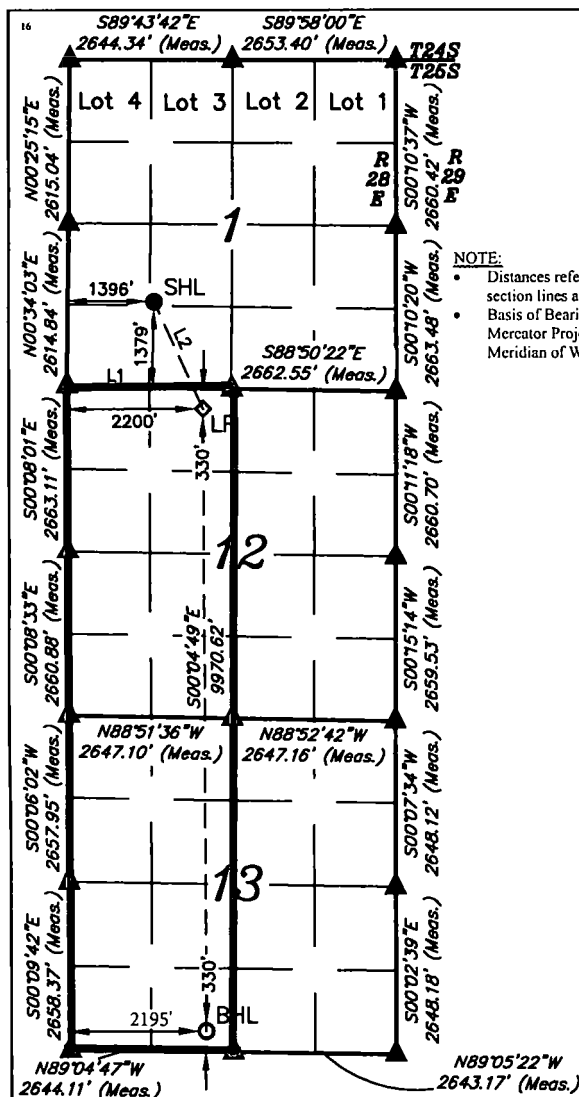 16
S89°43'42"E
2644.34' (Meas.)
S89°58'00"E
2653.40' (Meas.)
T24S
T25S
Lot 4
Lot 3
Lot 2
Lot 1
N00°25'15"E
2615.04' (Meas.)
R
28
E
R
29
E
S00°10'37"W
2660.42' (Meas.)
1
N00°34'03"E
2614.84' (Meas.)
1396'
SHL
1379'
L2
L1
S00°10'20"W
2663.48' (Meas.)
NOTE:
• Distances refe
section lines a
• Basis of Beari
Mercator Proj
Meridian of W
S88°50'22"E
2662.55' (Meas.)
2200'
330'
S00°08'01"E
2663.11' (Meas.)
S00°11'18"W
2660.70' (Meas.)
12
S00°08'33"E
2660.88' (Meas.)
S00°04'49"E
9970.62'
S00°15'14"W
2659.53' (Meas.)
N88°51'36"W
2647.10' (Meas.)
N88°52'42"W
2647.16' (Meas.)
S00°06'02"W
2657.95' (Meas.)
S00°07'34"W
2648.12' (Meas.)
13
S00°09'42"E
2658.37' (Meas.)
330'
2195'
BHL
S00°02'39"E
2648.18' (Meas.)
N89°04'47"W
2644.11' (Meas.)
N89°05'22"W
2643.17' (Meas.)